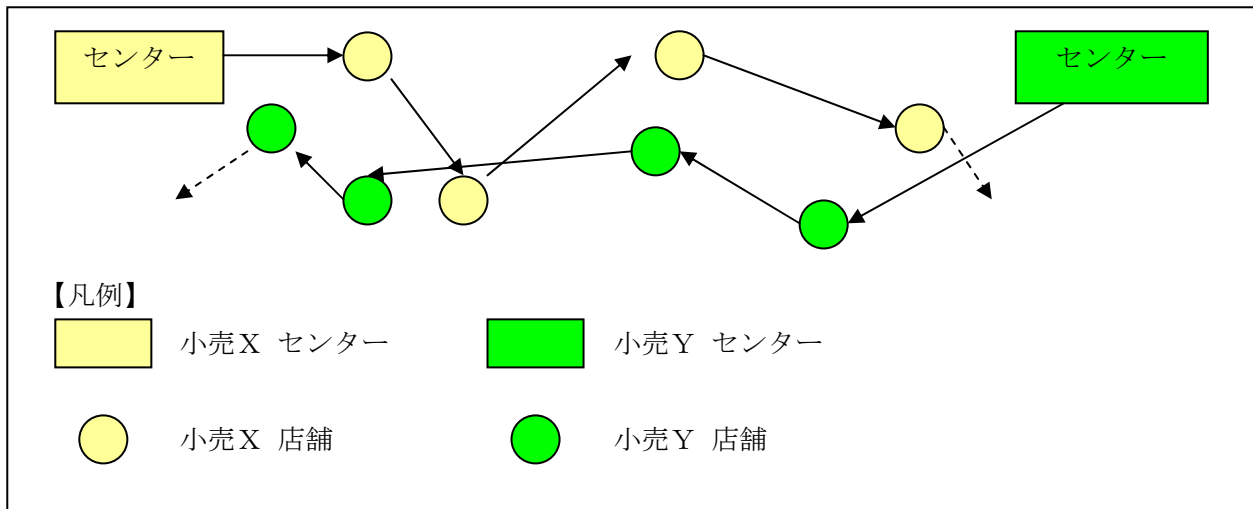 センター
センター
【凡例】
小売Ⅹ センター
小売Ｙ センター
小売Ⅹ 店舗
小売Ｙ 店舗